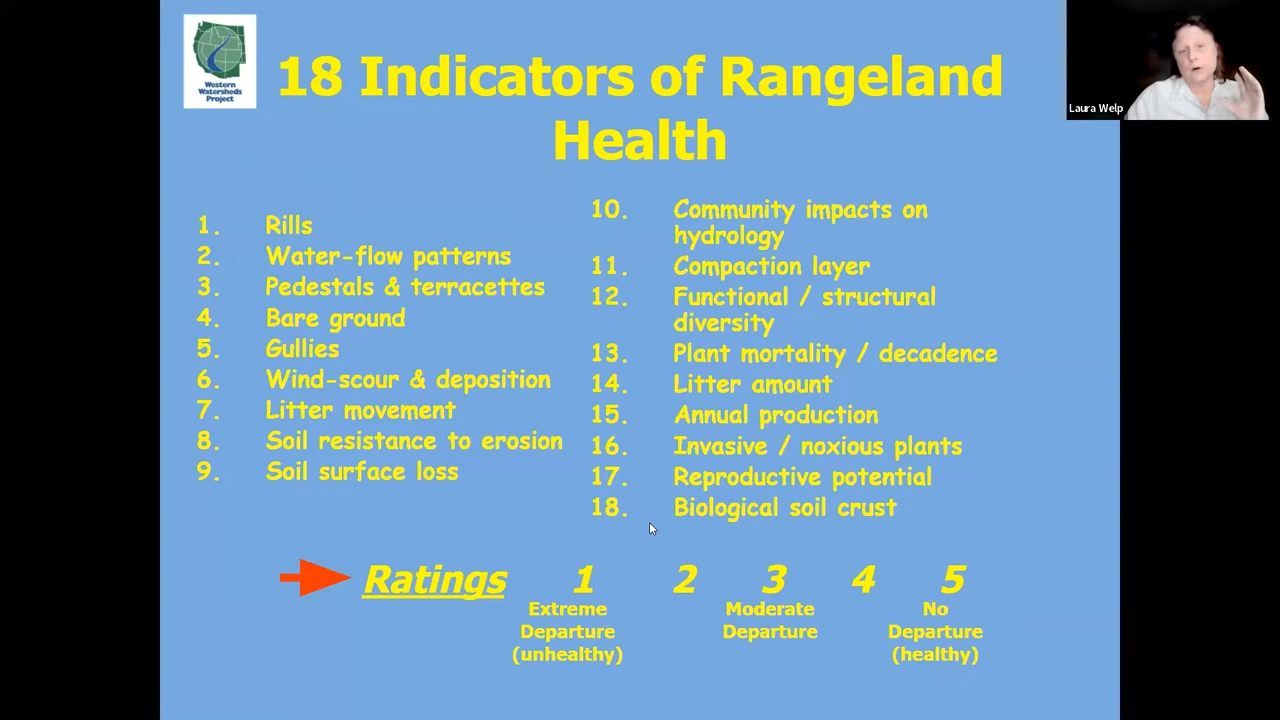 Western
Watersheds
Project
18 Indicators of Rangeland
Health
Laura Welp
1. Rills
2. Water-flow patterns
3. Pedestals & terracettes
4. Bare ground
5. Gullies
6. Wind-scour & deposition
7. Litter movement
8. Soil resistance to erosion
9. Soil surface loss
10. Community impacts on
hydrology
11. Compaction layer
12. Functional / structural
diversity
13. Plant mortality / decadence
14. Litter amount
15. Annual production
16. Invasive / noxious plants
17. Reproductive potential
18. Biological soil crust
Ratings 1 2 3 4 5
Extreme
Departure
(unhealthy)
Moderate
Departure
No
Departure
(healthy)